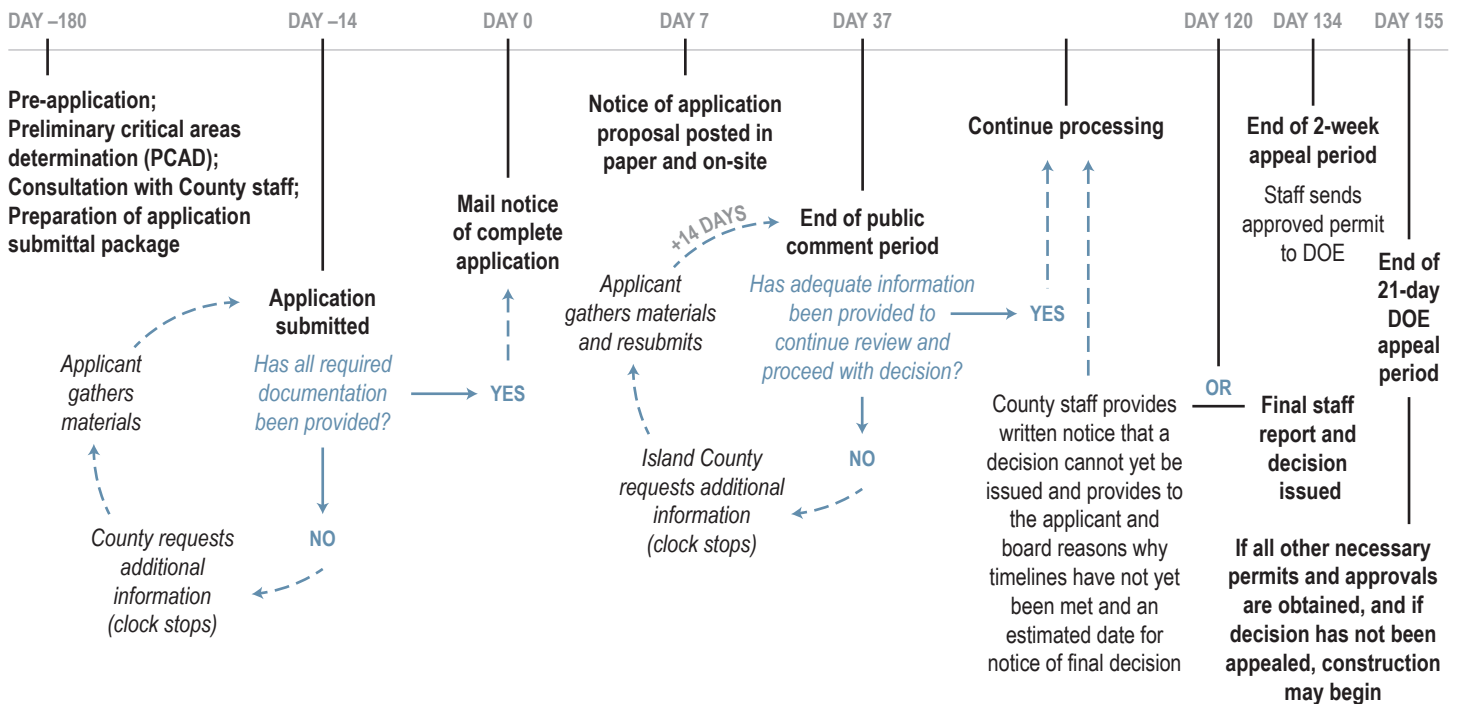 DAY –180
DAY –14
DAY 0
DAY 7
DAY 37
DAY 120
DAY 134
DAY 155
Pre-application;
Preliminary critical areas
determination (PCAD);
Consultation with County staff;
Preparation of application
submittal package
Application
submitted
Has all required
documentation
been provided?
YES
NO
County requests
additional
information
(clock stops)
Applicant
gathers
materials
Mail notice
of complete
application
Notice of application
proposal posted in
paper and on-site
End of public
comment period
Has adequate information
been provided to
continue review and
proceed with decision?
YES
NO
Island County
requests additional
information
(clock stops)
Applicant
gathers materials
and resubmits
+14 DAYS
Continue processing
County staff provides
written notice that a
decision cannot yet be
issued and provides to
the applicant and
board reasons why
timelines have not yet
been met and an
estimated date for
notice of final decision
OR
Final staff
report and
decision
issued
End of 2-week
appeal period
Staff sends
approved permit
to DOE
End of
21-day
DOE
appeal
period
If all other necessary
permits and approvals
are obtained, and if
decision has not been
appealed, construction
may begin